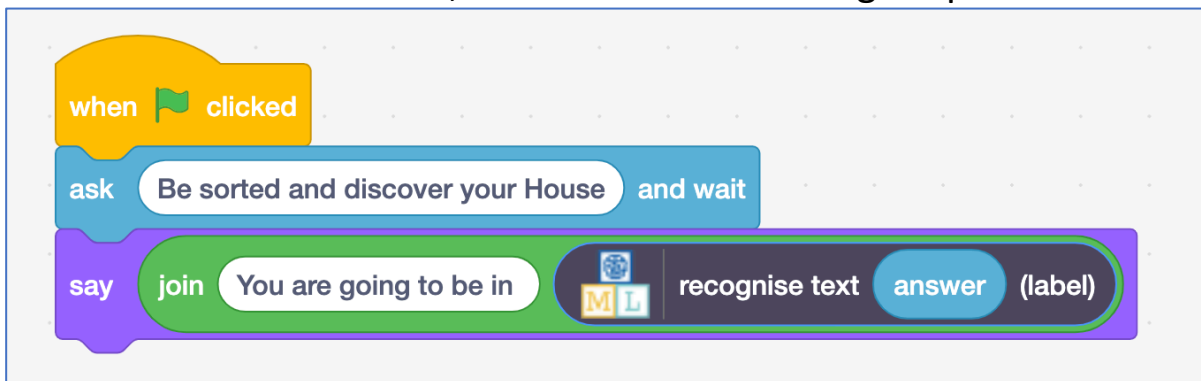 when clicked
ask Be sorted and discover your House and wait
say join You are going to be in ML recognise text answer (label)